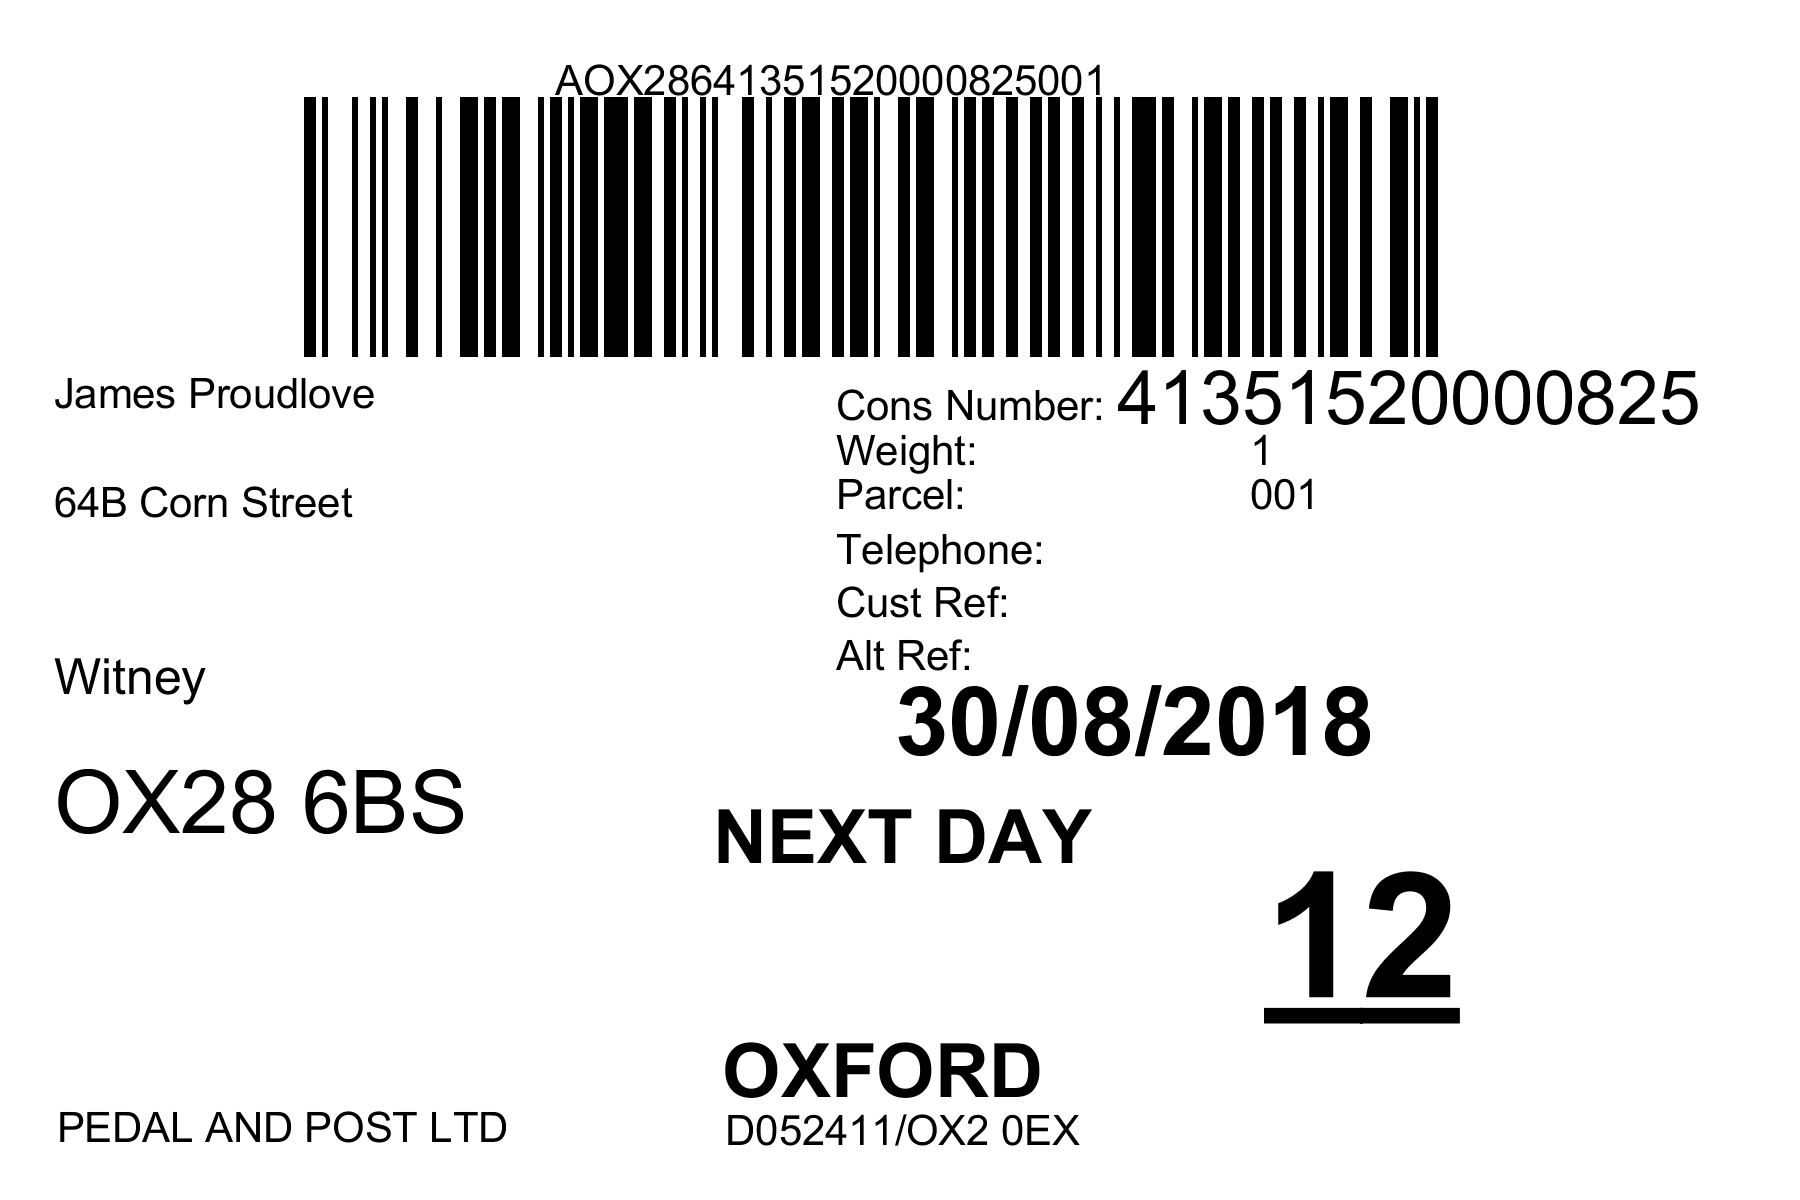 AOX28641351520000825001
James Proudlove
64B Corn Street
Witney
OX28 6BS
Cons Number: 41351520000825
Weight: 1
Parcel: 001
Telephone:
Cust Ref:
Alt Ref:
30/08/2018
NEXT DAY
12
OXFORD
PEDAL AND POST LTD
D052411/OX2 0EX